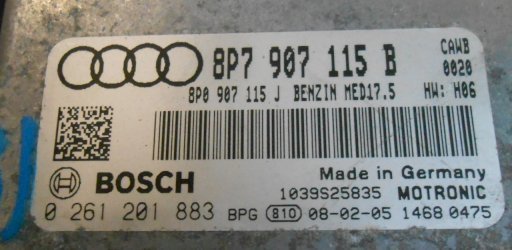 8P7 907 115 B CAWB
0020
8P0 907 115 J BENZIN MED17.5 HW: H06
BOSCH
Made in Germany
1039S25835 MOTRONIC
0 261 201 883 BPG 810 08-02-05 1468 0475